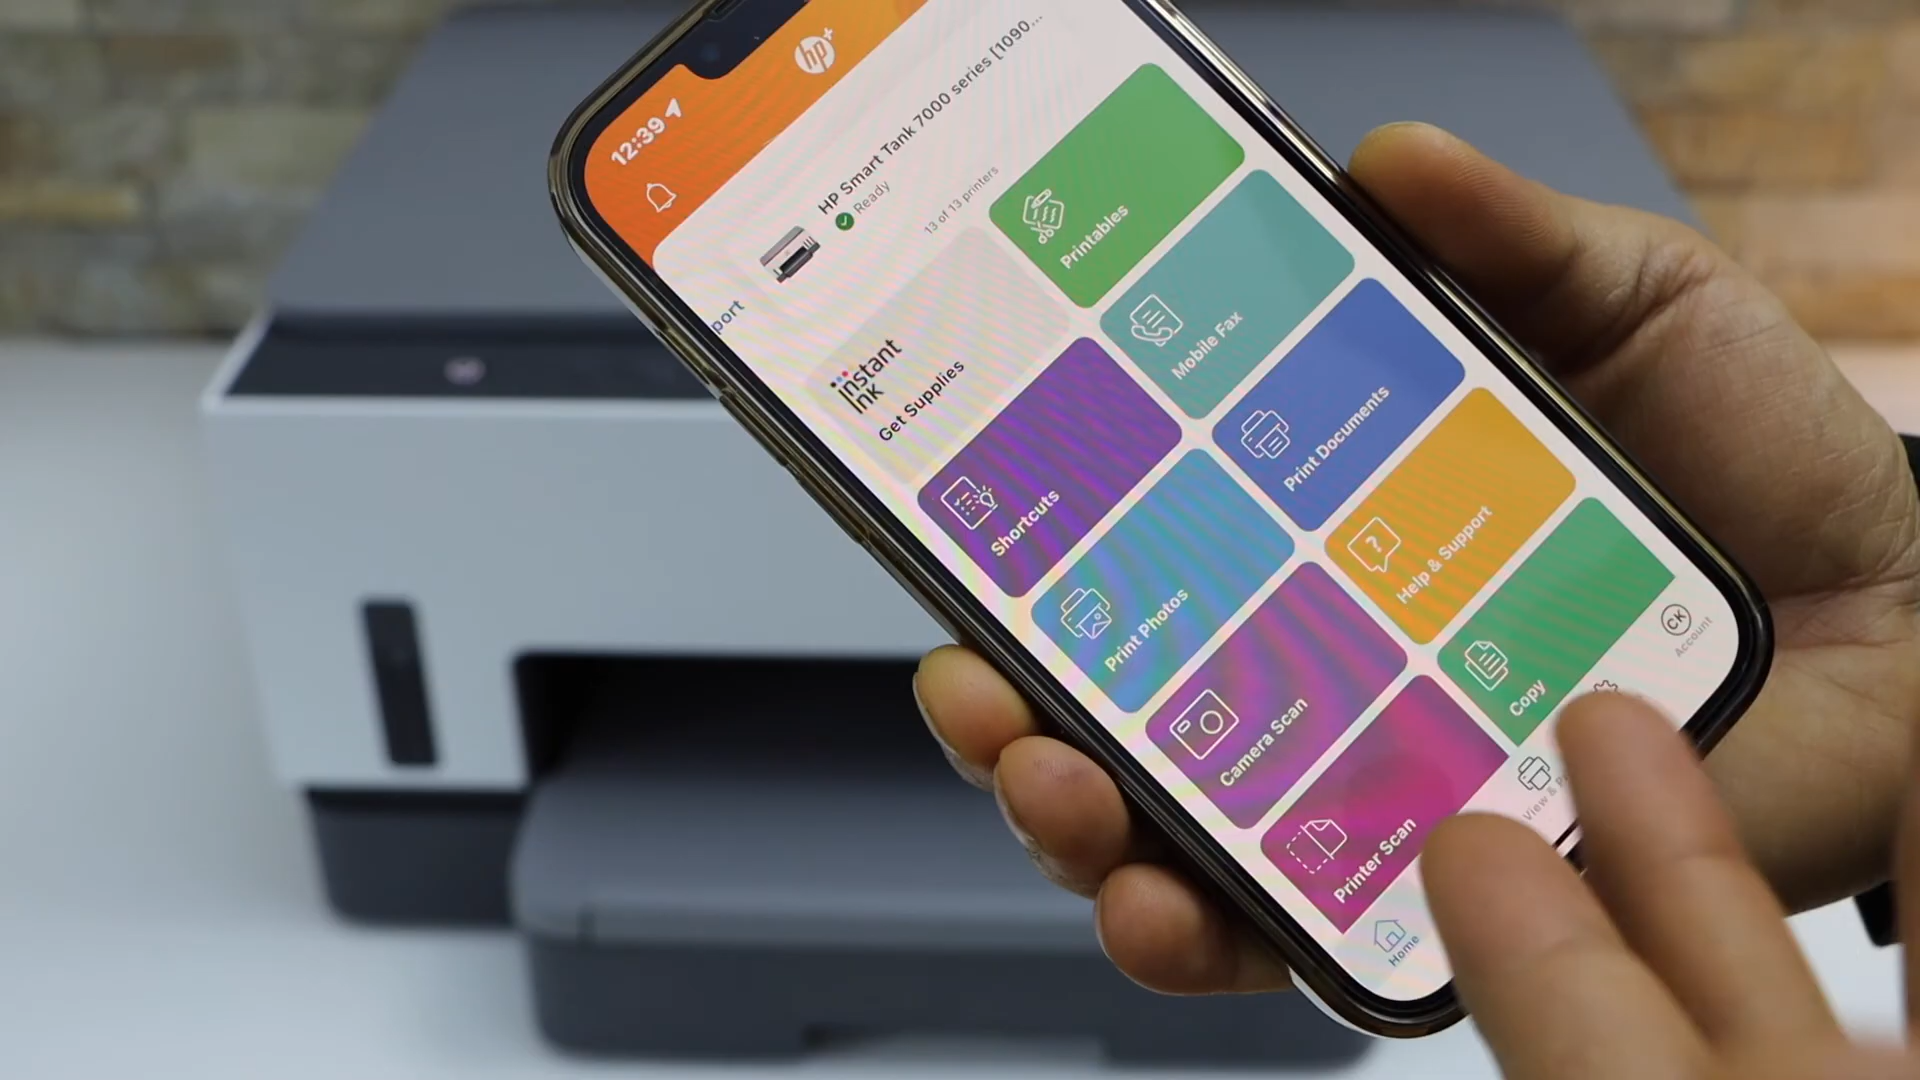 12:39
hp+
HP Smart Tank 7000 series [1090...
Ready
13 of 13 printers
port
Instant
Ink
Get Supplies
Printables
Shortcuts
Mobile Fax
Print Photos
Print Documents
Camera Scan
Help & Support
Printer Scan
Copy
Home
View & P
CK
Account